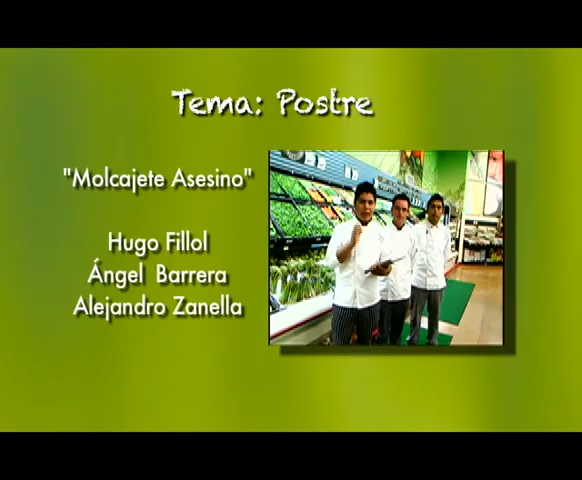 Tema: Postre
"Molcajete Asesino"
Hugo Fillol
Ángel Barrera
Alejandro Zanella